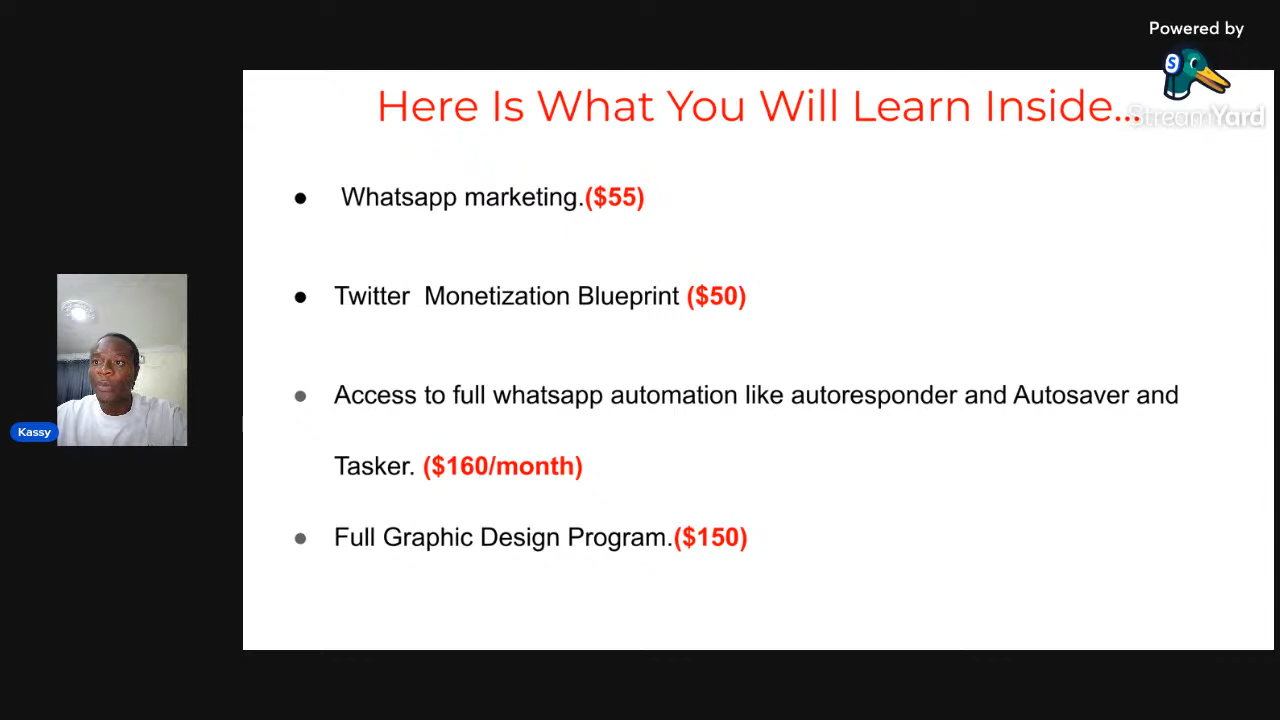 Powered by
StreamYard
Here Is What You Will Learn Inside...
● Whatsapp marketing.($55)
● Twitter Monetization Blueprint ($50)
● Access to full whatsapp automation like autoresponder and Autosaver and
Tasker. ($160/month)
● Full Graphic Design Program.($150)
Kassy